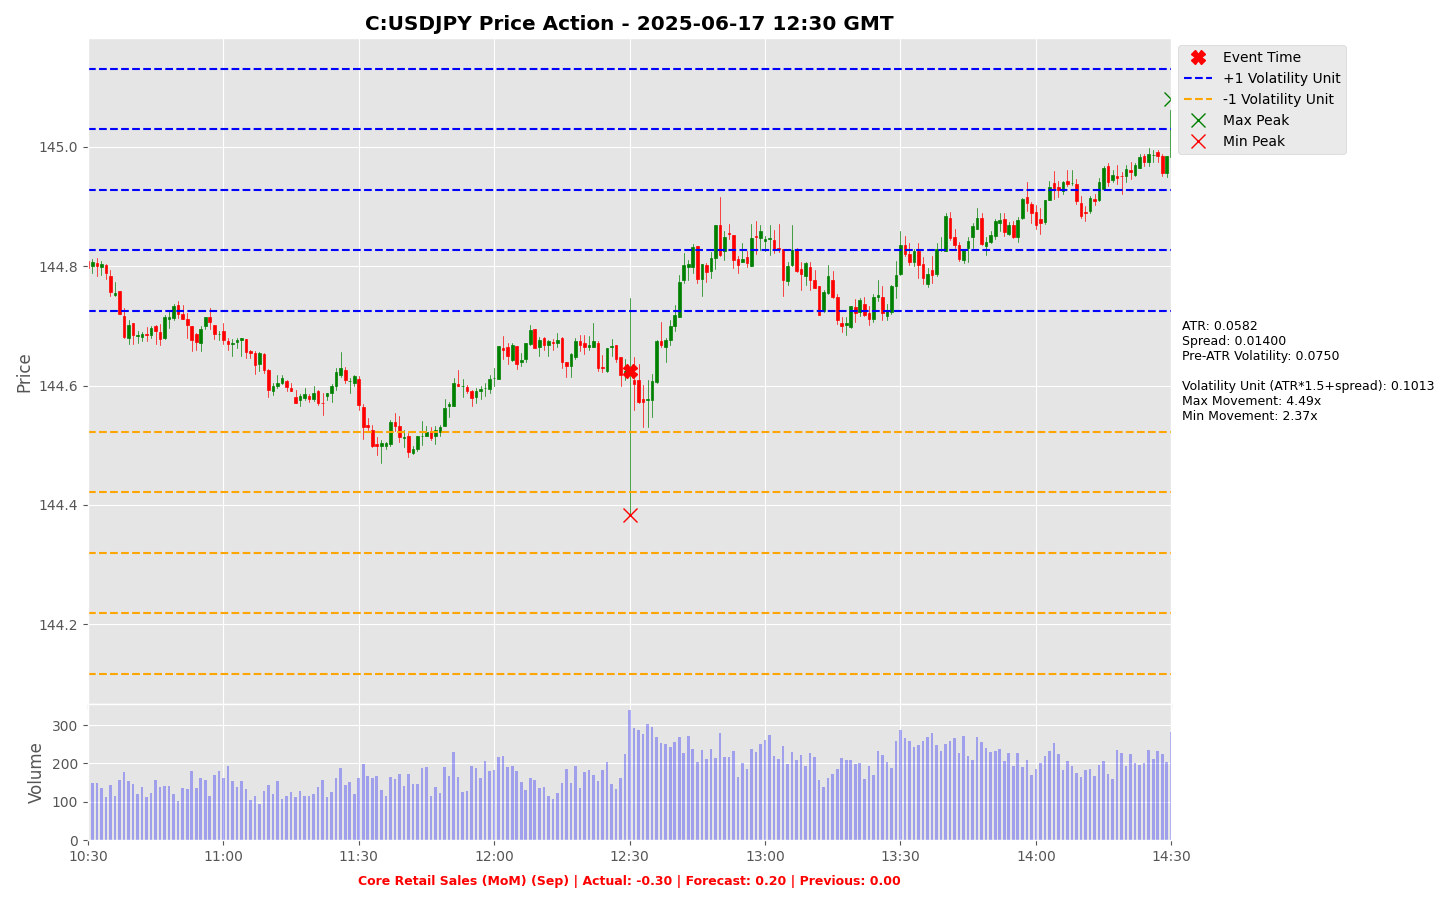 C:USDJPY Price Action - 2025-06-17 12:30 GMT
Event Time
+1 Volatility Unit
-1 Volatility Unit
Max Peak
Min Peak
Price
145.0
144.8
144.6
144.4
144.2
ATR: 0.0582
Spread: 0.01400
Pre-ATR Volatility: 0.0750
Volatility Unit (ATR*1.5+spread): 0.1013
Max Movement: 4.49x
Min Movement: 2.37x
Volume
300
200
100
0
10:30 11:00 11:30 12:00 12:30 13:00 13:30 14:00 14:30
Core Retail Sales (MoM) (Sep) | Actual: -0.30 | Forecast: 0.20 | Previous: 0.00